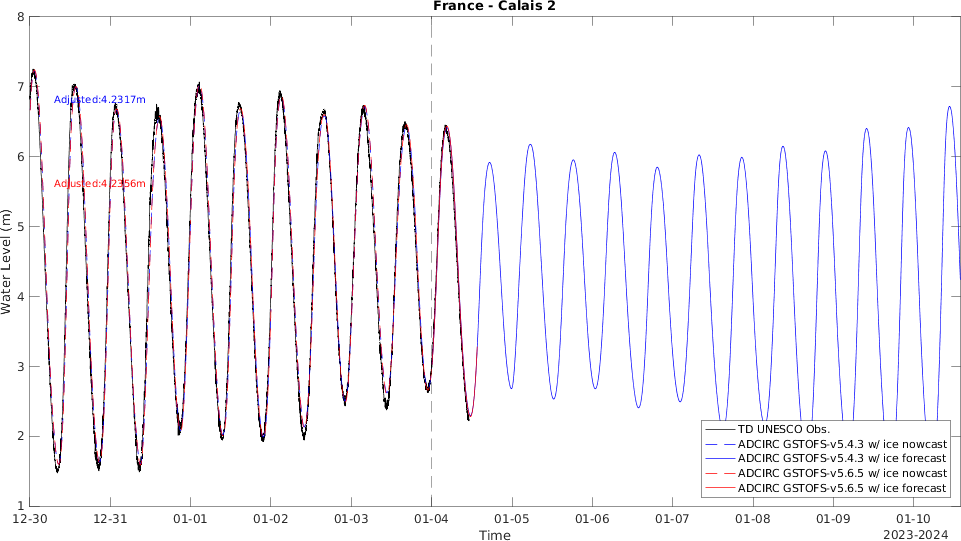 France - Calais 2
8
7
6
5
4
3
2
1
Water Level (m)
Adjusted:4.2317m
Adjusted:4.2356m
TD UNESCO Obs.
ADCIRC GSTOFS-v5.4.3 w/ ice nowcast
ADCIRC GSTOFS-v5.4.3 w/ ice forecast
ADCIRC GSTOFS-v5.6.5 w/ ice nowcast
ADCIRC GSTOFS-v5.6.5 w/ ice forecast
12-30 12-31 01-01 01-02 01-03 01-04 01-05 01-06 01-07 01-08 01-09 01-10
Time
2023-2024